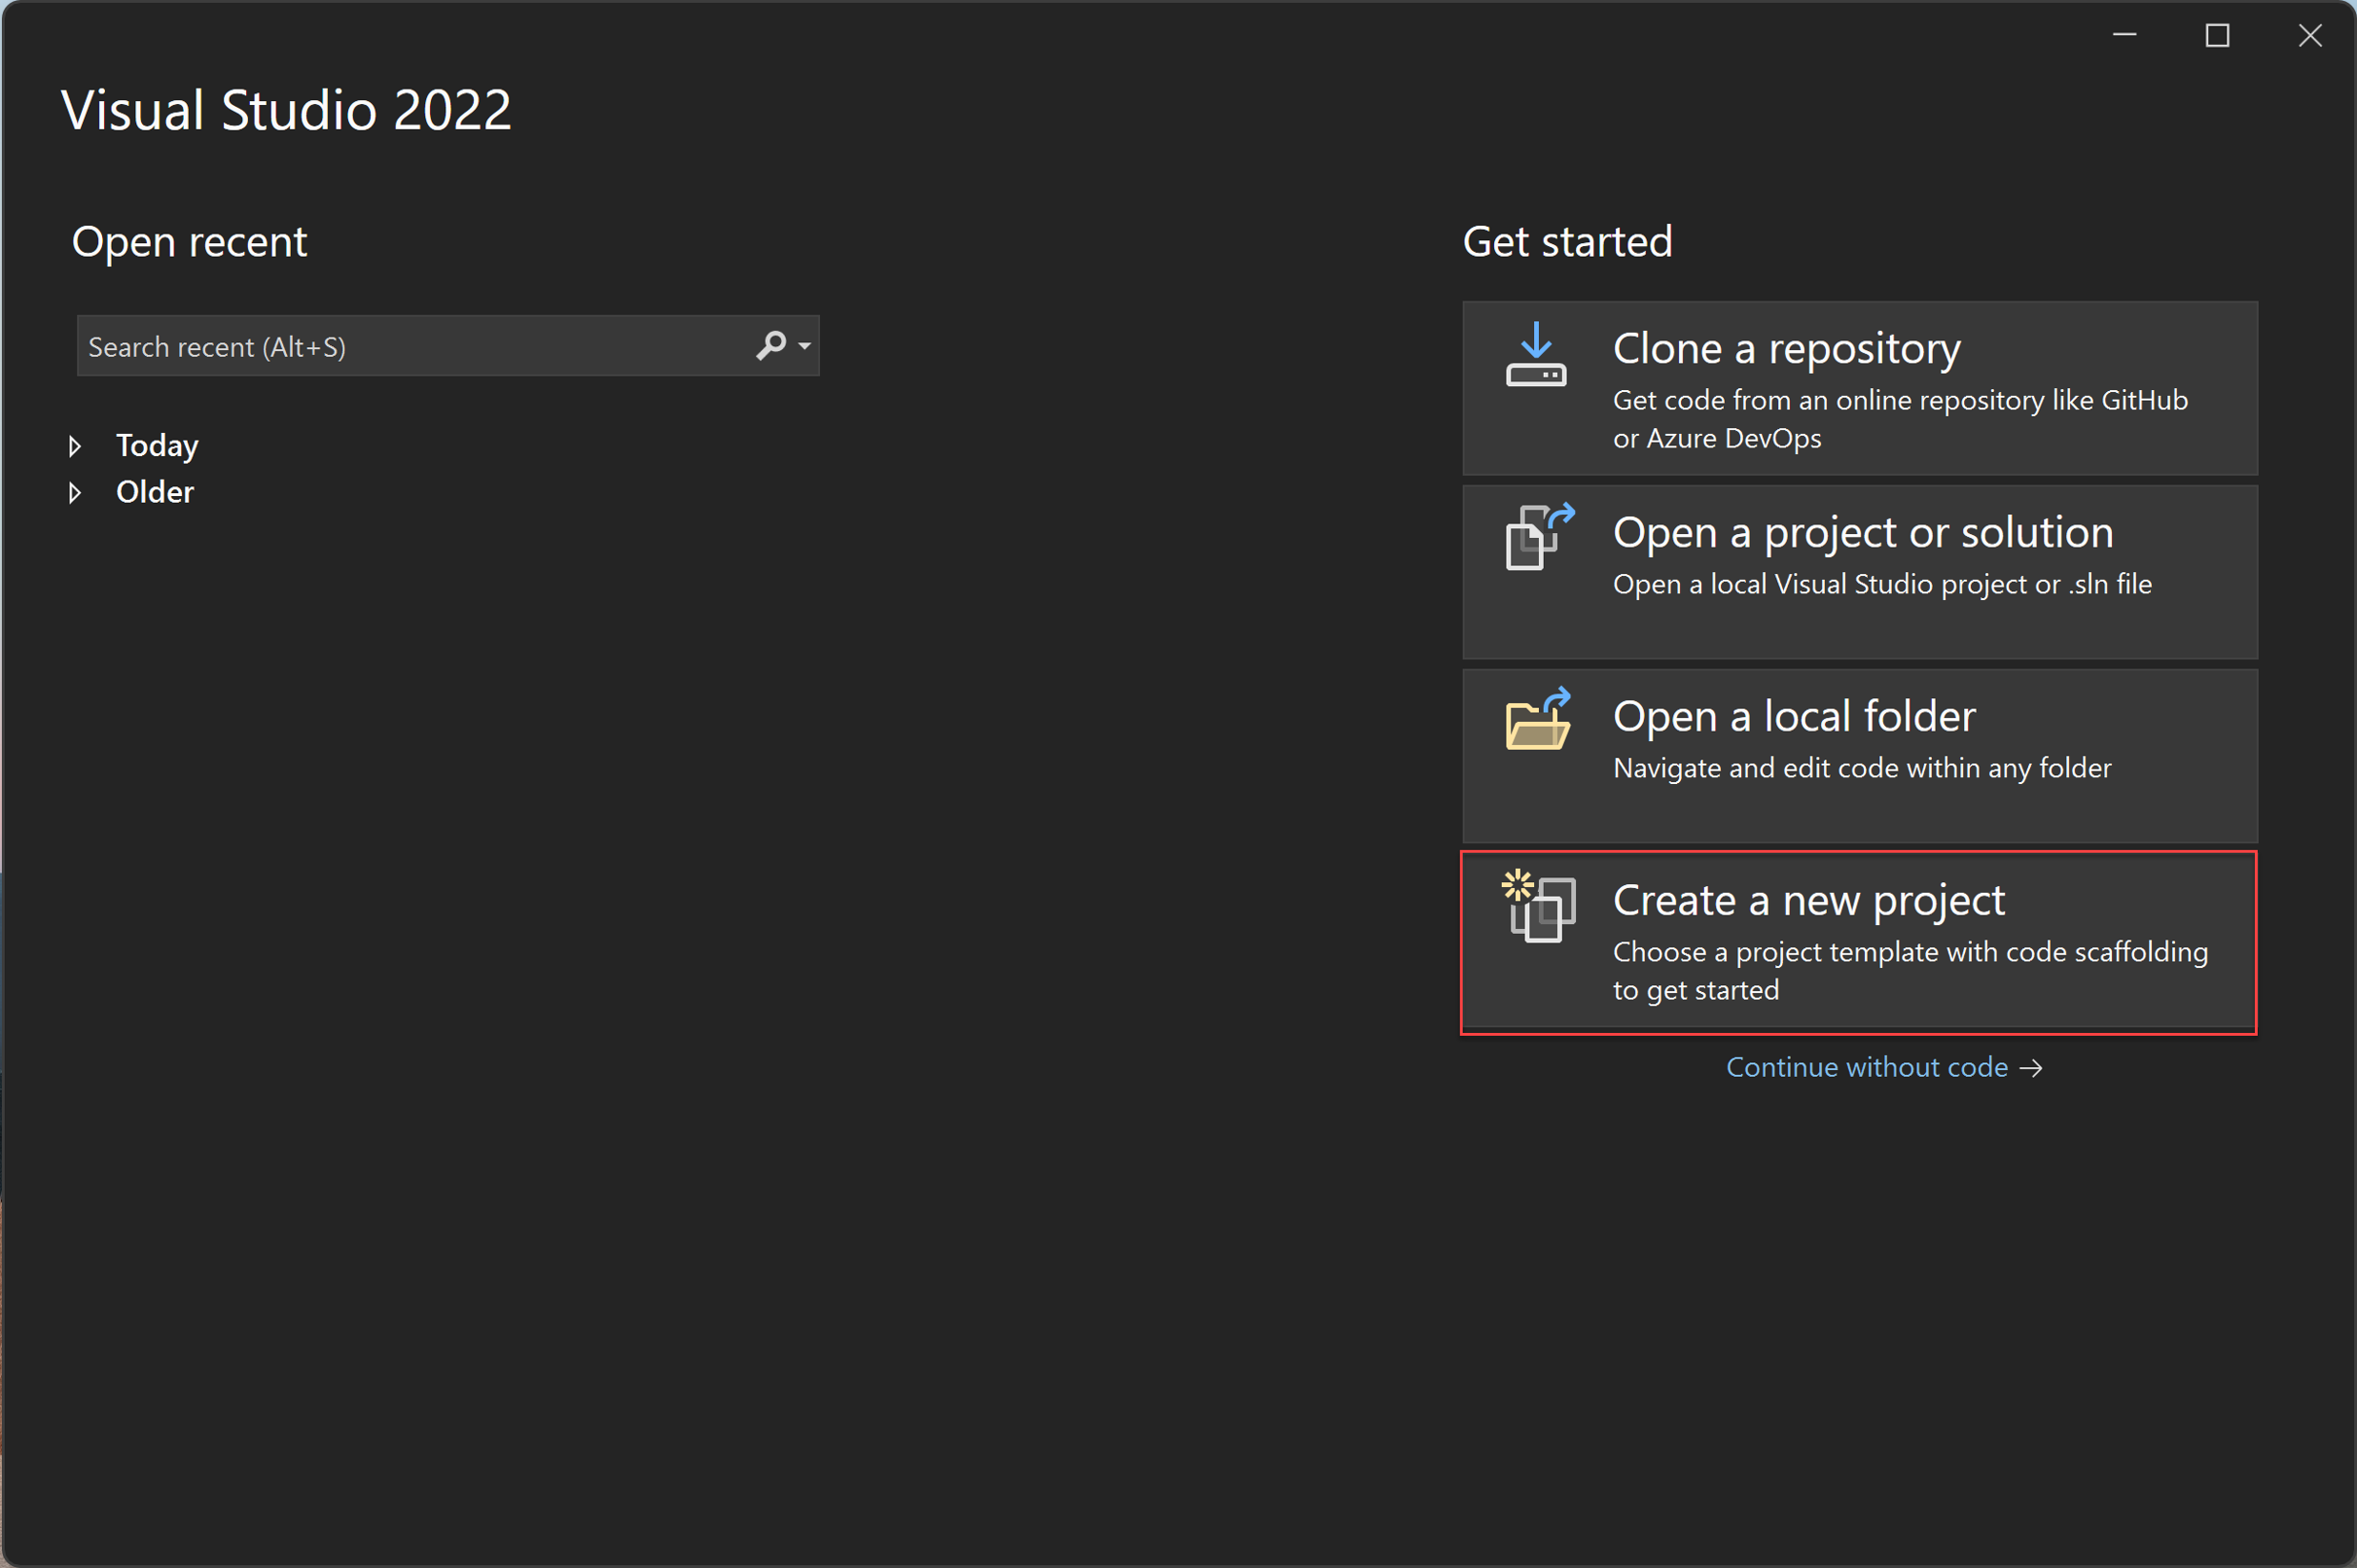 Visual Studio 2022
Open recent
Search recent (Alt+S)
Today
Older
Get started
Clone a repository
Get code from an online repository like GitHub
or Azure DevOps
Open a project or solution
Open a local Visual Studio project or .sln file
Open a local folder
Navigate and edit code within any folder
Create a new project
Choose a project template with code scaffolding
to get started
Continue without code →